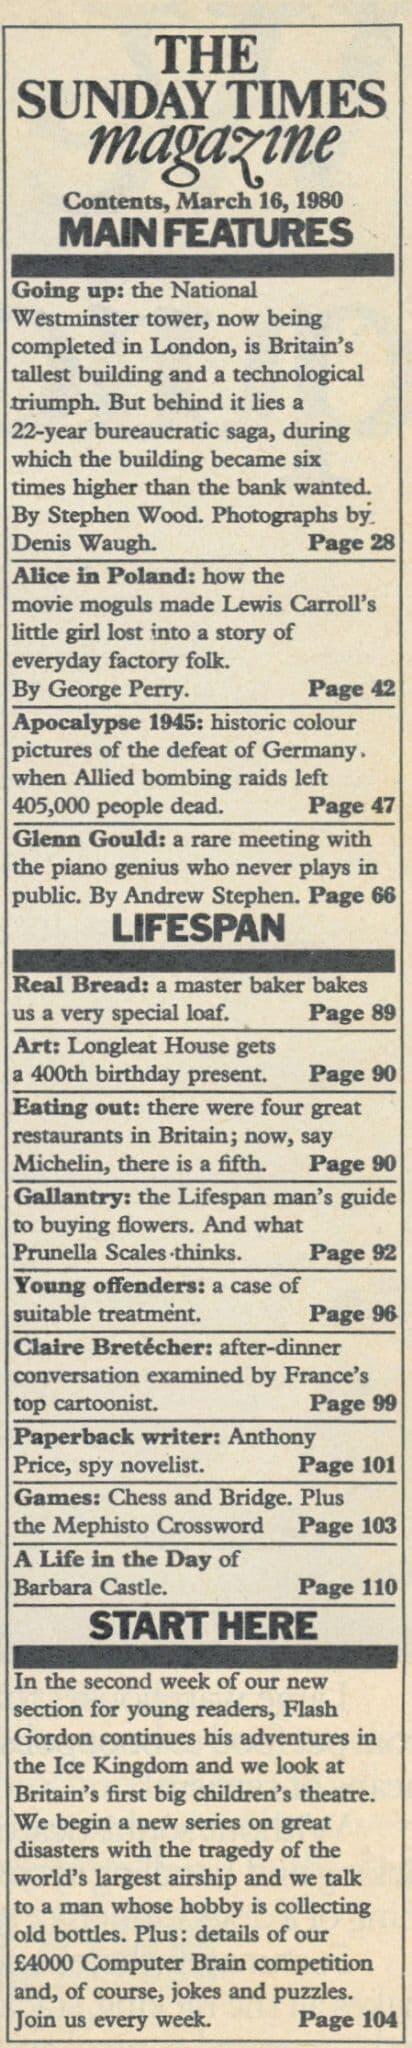 THE
SUNDAY TIMES
magazine
Contents, March 16, 1980
MAIN FEATURES
Going up: the National
Westminster tower, now being
completed in London, is Britain's
tallest building and a technological
triumph. But behind it lies a
22-year bureaucratic saga, during
which the building became six
times higher than the bank wanted.
By Stephen Wood. Photographs by
Denis Waugh. Page 28
Alice in Poland: how the
movie moguls made Lewis Carroll's
little girl lost into a story of
everyday factory folk.
By George Perry. Page 42
Apocalypse 1945: historic colour
pictures of the defeat of Germany.
when Allied bombing raids left
405,000 people dead. Page 47
Glenn Gould: a rare meeting with
the piano genius who never plays in
public. By Andrew Stephen. Page 66
LIFESPAN
Real Bread: a master baker bakes
us a very special loaf. Page 89
Art: Longleat House gets
a 400th birthday present. Page 90
Eating out: there were four great
restaurants in Britain; now, say
Michelin, there is a fifth. Page 90
Gallantry: the Lifespan man's guide
to buying flowers. And what
Prunella Scales thinks. Page 92
Young offenders: a case of
suitable treatment. Page 96
Claire Bretécher: after-dinner
conversation examined by France's
top cartoonist. Page 99
Paperback writer: Anthony
Price, spy novelist. Page 101
Games: Chess and Bridge. Plus
the Mephisto Crossword Page 103
A Life in the Day of
Barbara Castle. Page 110
START HERE
In the second week of our new
section for young readers, Flash
Gordon continues his adventures in
the Ice Kingdom and we look at
Britain's first big children's theatre.
We begin a new series on great
disasters with the tragedy of the
world's largest airship and we talk
to a man whose hobby is collecting
old bottles. Plus: details of our
£4000 Computer Brain competition
and, of course, jokes and puzzles.
Join us every week. Page 104